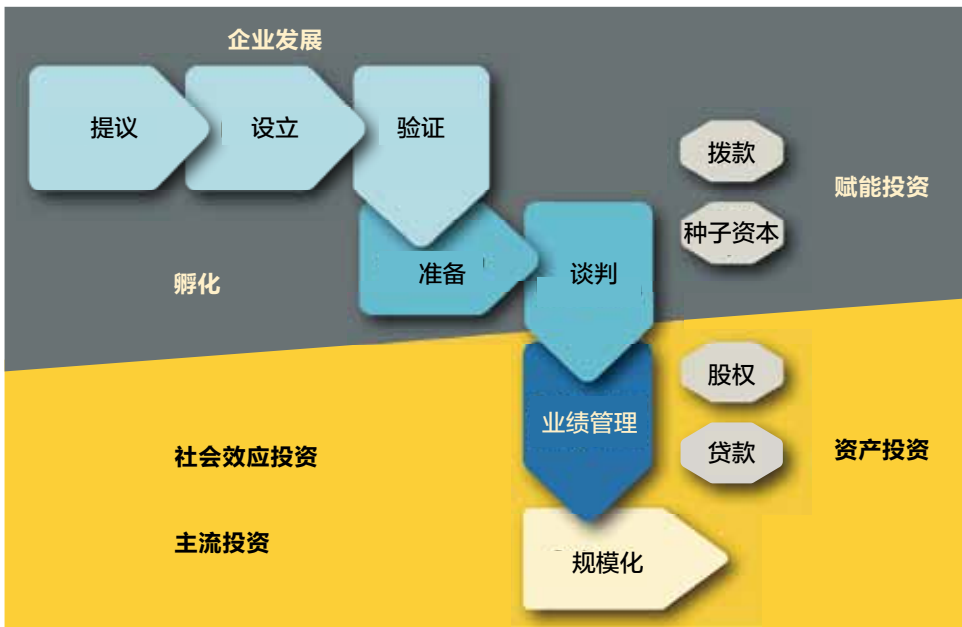 企业发展
提议
设立
验证
拨款
赋能投资
种子资本
准备
谈判
孵化
股权
业绩管理
贷款
资产投资
社会效应投资
主流投资
规模化